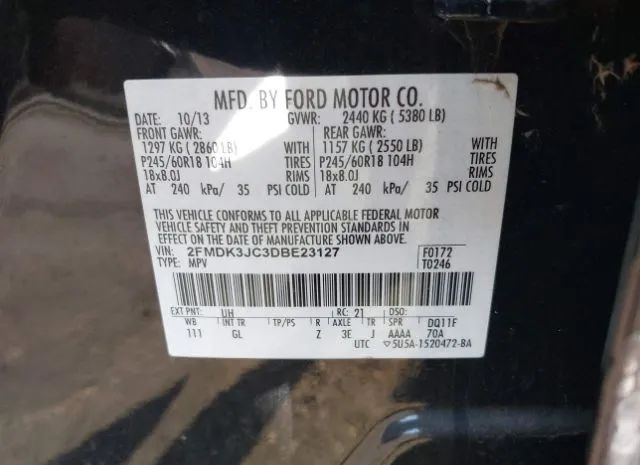 MFD. BY FORD MOTOR CO.
DATE: 10/13 GVWR: 2440 KG ( 5380 LB)
FRONT GAWR: REAR GAWR:
1297 KG ( 2860 LB) WITH 1157 KG ( 2550 LB) WITH
P245/60R18 104H TIRES P245/60R18 104H TIRES
18x8.0J RIMS 18x8.0J RIMS
AT 240 kPa/ 35 PSI COLD AT 240 kPa/ 35 PSI COLD
THIS VEHICLE CONFORMS TO ALL APPLICABLE FEDERAL MOTOR
VEHICLE SAFETY AND THEFT PREVENTION STANDARDS IN
EFFECT ON THE DATE OF MANUFACTURE SHOWN ABOVE.
VIN: 2FMDK3JC3DBE23127 F0172
TYPE: MPV T0246
EXT PNT: UH RC: 21 DSO:
WB INT TR TP/PS R AXLE TR SPR DQ11F
111 GL Z 3E J AAAA 70A
UTC ▽5U5A-1520472-BA